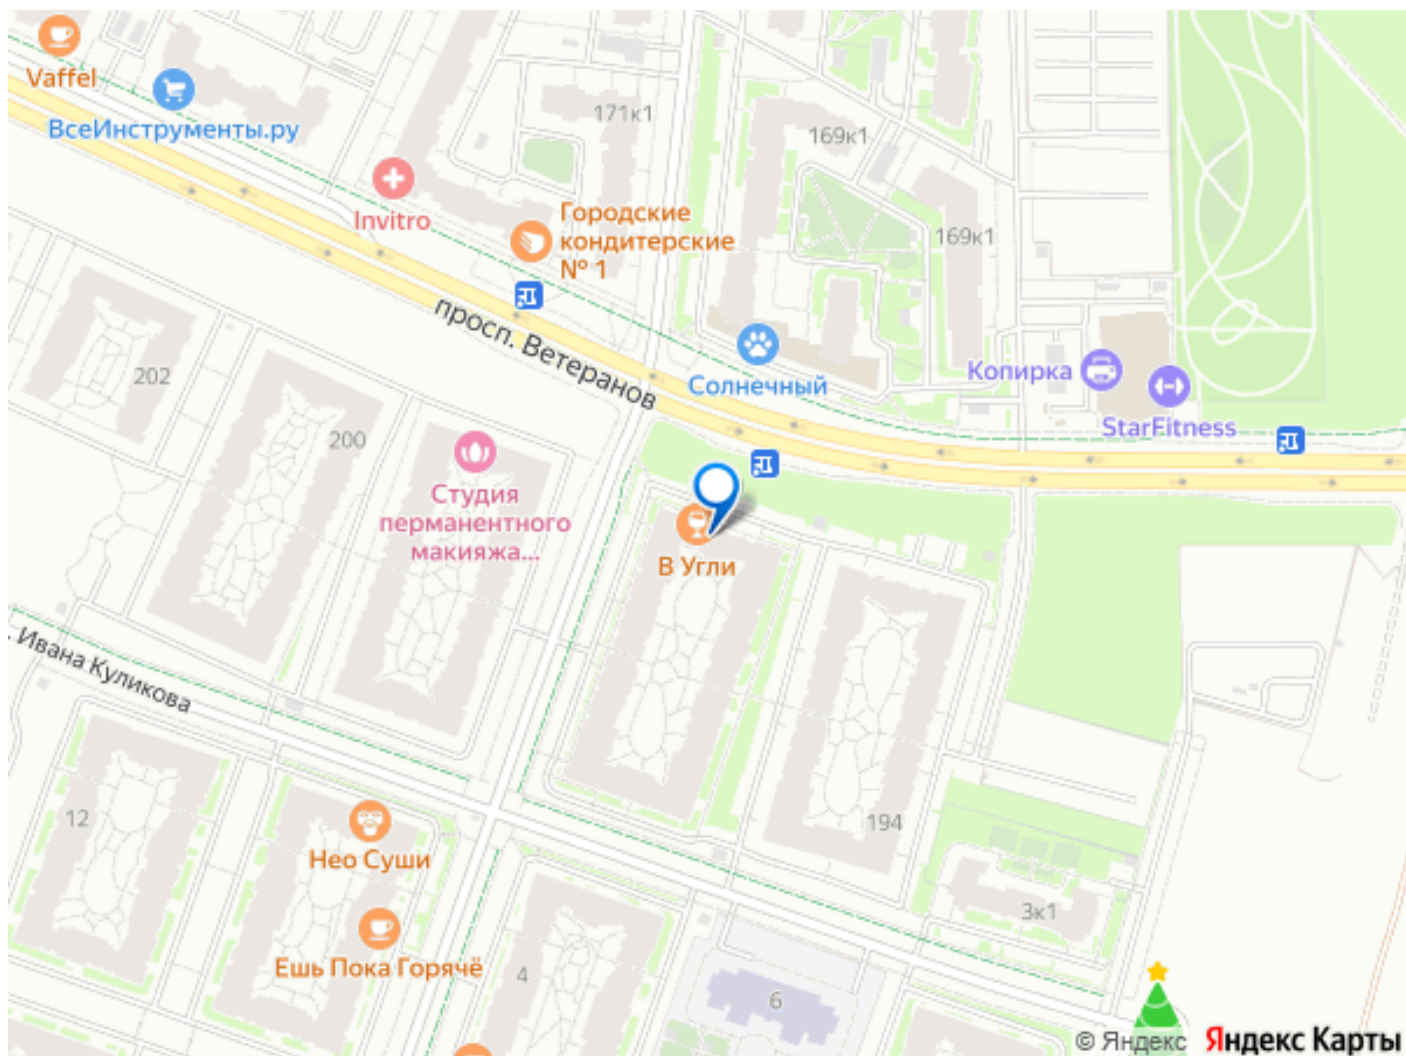 Vaffel
ВсеИнструменты.ру
171к1
169к1
Invitro
Городские
кондитерские
№ 1
169к1
просп. Ветеранов
202
Солнечный
Копирка
StarFitness
200
Студия
перманентного
макияжа...
В Угли
. Ивана Куликова
12
194
Нео Суши
3к1
Ешь Пока Горячё
4
6
© Яндекс Яндекс Карты